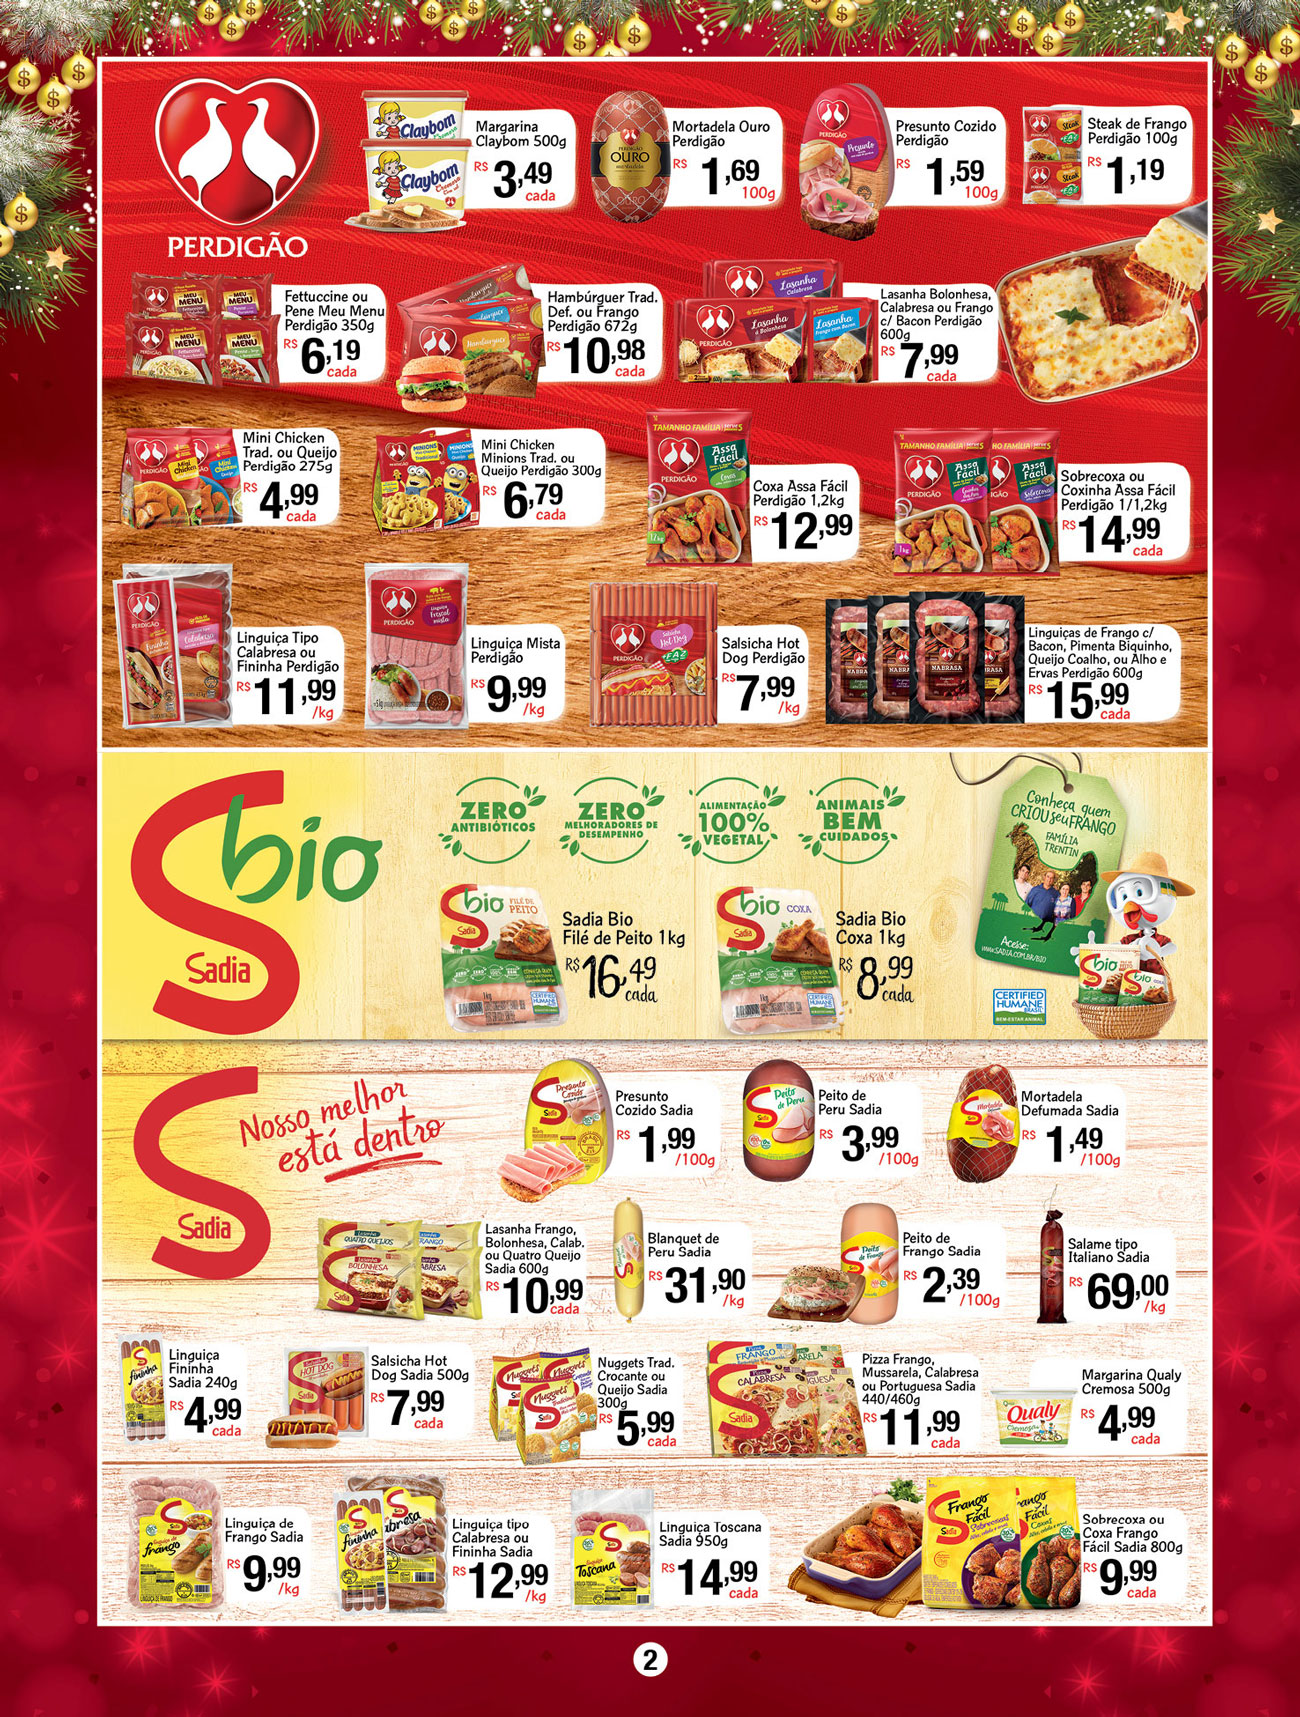 PERDIGÃO
Margarina
Claybom 500g
R$ 3,49
cada
Mortadela Ouro
Perdigão
R$ 1,69
100g
Presunto Cozido
Perdigão
R$ 1,59
100g
Steak de Frango
Perdigão 100g
R$ 1,19
Fettuccine ou
Pene Meu Menu
Perdigão 350g
R$ 6,19
cada
Hambúrguer Trad.
Def. ou Frango
Perdigão 672g
R$ 10,98
cada
Lasanha Bolonhesa,
Calabresa ou Frango
c/ Bacon Perdigão
600g
R$ 7,99
cada
Mini Chicken
Trad. ou Queijo
Perdigão 275g
R$ 4,99
cada
Mini Chicken
Minions Trad. ou
Queijo Perdigão 300g
R$ 6,79
cada
Coxa Assa Fácil
Perdigão 1,2kg
R$ 12,99
Sobrecoxa ou
Coxinha Assa Fácil
Perdigão 1/1,2kg
R$ 14,99
cada
Linguiça Tipo
Calabresa ou
Fininha Perdigão
R$ 11,99
/kg
Linguiça Mista
Perdigão
R$ 9,99
/kg
Salsicha Hot
Dog Perdigão
R$ 7,99
/kg
Linguiças de Frango c/
Bacon, Pimenta Biquinho,
Queijo Coalho, ou Alho e
Ervas Perdigão 600g
R$ 15,99
cada
bio
Sadia
ZERO
ANTIBIÓTICOS
ZERO
MELHORADORES DE
DESEMPENHO
ALIMENTAÇÃO
100%
VEGETAL
ANIMAIS
BEM
CUIDADOS
Conheça quem
CRIOU seu FRANGO
FAMÍLIA
TRENTIN
Acesse:
WWW.SADIA.COM.BR/BIO
Sadia Bio
Filé de Peito 1kg
R$ 16,49
cada
Sadia Bio
Coxa 1kg
R$ 8,99
cada
CERTIFIED
HUMANE
BRASIL
BEM-ESTAR ANIMAL
Sadia
Nosso melhor
está dentro
Presunto
Cozido Sadia
R$ 1,99
/100g
Peito de
Peru Sadia
R$ 3,99
/100g
Mortadela
Defumada Sadia
R$ 1,49
/100g
Lasanha Frango,
Bolonhesa, Calab.
ou Quatro Queijo
Sadia 600g
R$ 10,99
cada
Blanquet de
Peru Sadia
R$ 31,90
/kg
Peito de
Frango Sadia
R$ 2,39
/100g
Salame tipo
Italiano Sadia
R$ 69,00
/kg
Linguiça
Fininha
Sadia 240g
R$ 4,99
cada
Salsicha Hot
Dog Sadia 500g
R$ 7,99
cada
Nuggets Trad.
Crocante ou
Queijo Sadia
300g
R$ 5,99
cada
Pizza Frango,
Mussarela, Calabresa
ou Portuguesa Sadia
440/460g
R$ 11,99
cada
Margarina Qualy
Cremosa 500g
R$ 4,99
cada
Linguiça de
Frango Sadia
R$ 9,99
/kg
Linguiça tipo
Calabresa ou
Fininha Sadia
R$ 12,99
/kg
Linguiça Toscana
Sadia 950g
R$ 14,99
cada
Sobrecoxa ou
Coxa Frango
Fácil Sadia 800g
R$ 9,99
cada
2